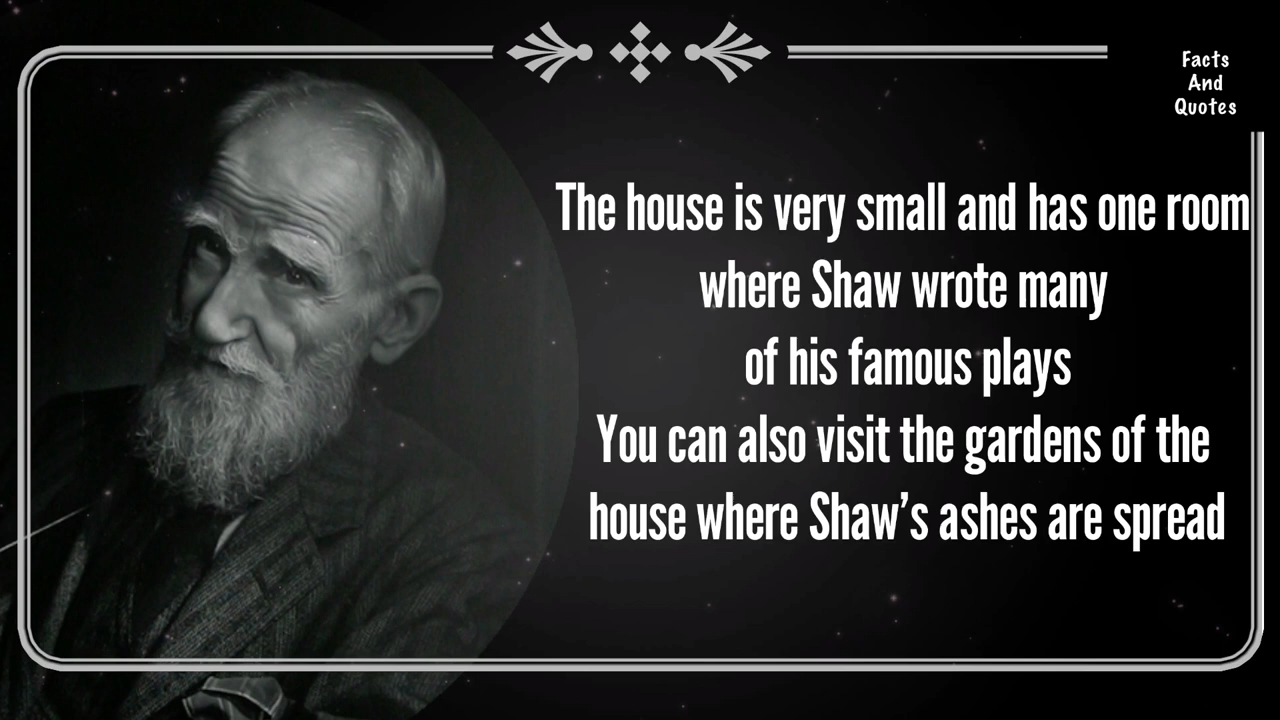 Facts
And
Quotes
The house is very small and has one room
where Shaw wrote many
of his famous plays
You can also visit the gardens of the
house where Shaw’s ashes are spread